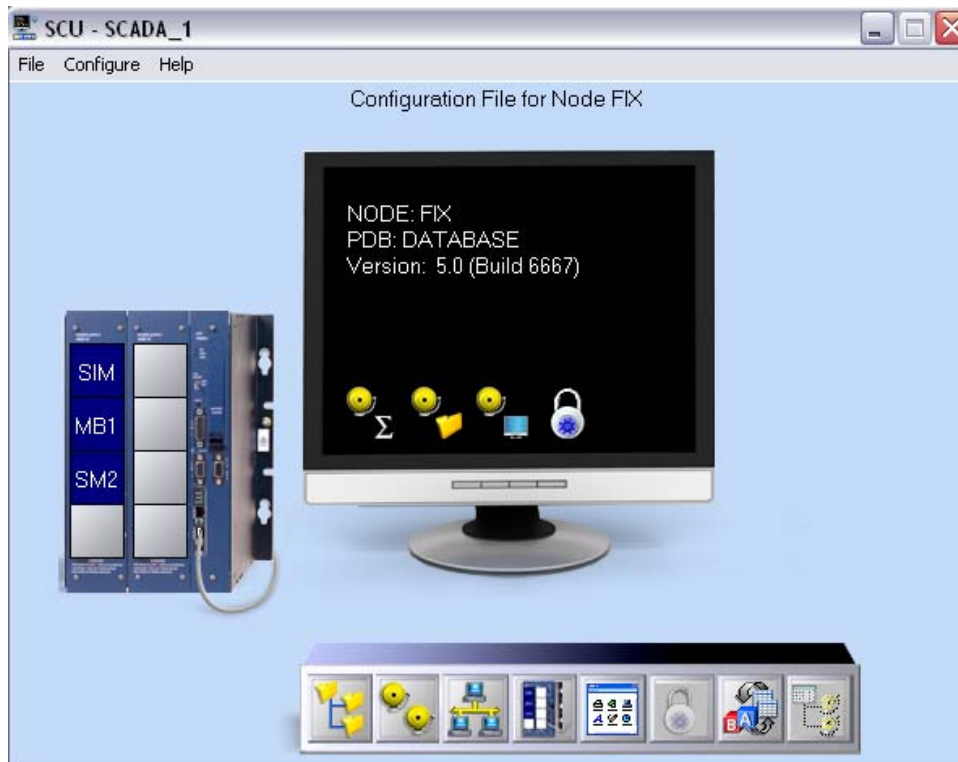 SCU - SCADA_1
File Configure Help
Configuration File for Node FIX
NODE: FIX
PDB: DATABASE
Version: 5.0 (Build 6667)
SIM
MB1
SM2
Σ
B A